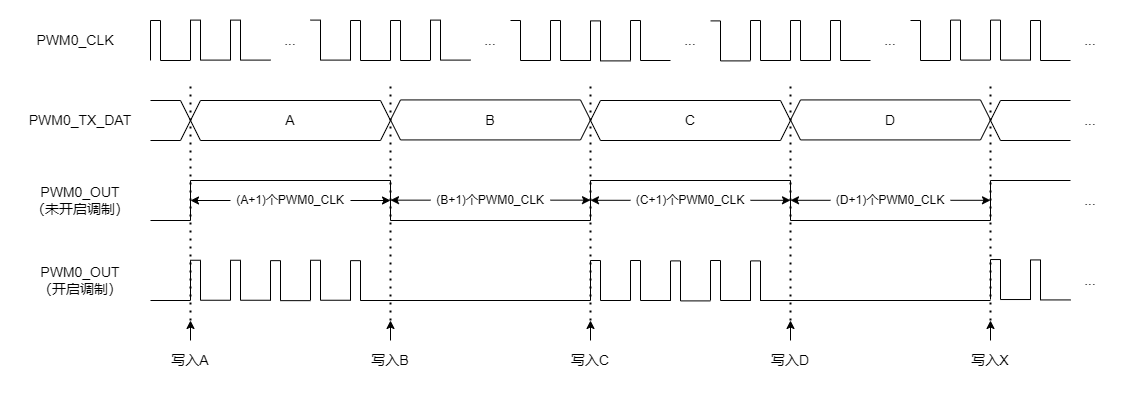 PWM0_CLK
...
...
...
...
...
PWM0_TX_DAT
A
B
C
D
...
PWM0_OUT
（未开启调制）
(A+1)个PWM0_CLK
(B+1)个PWM0_CLK
(C+1)个PWM0_CLK
(D+1)个PWM0_CLK
...
PWM0_OUT
（开启调制）
...
写入A
写入B
写入C
写入D
写入X